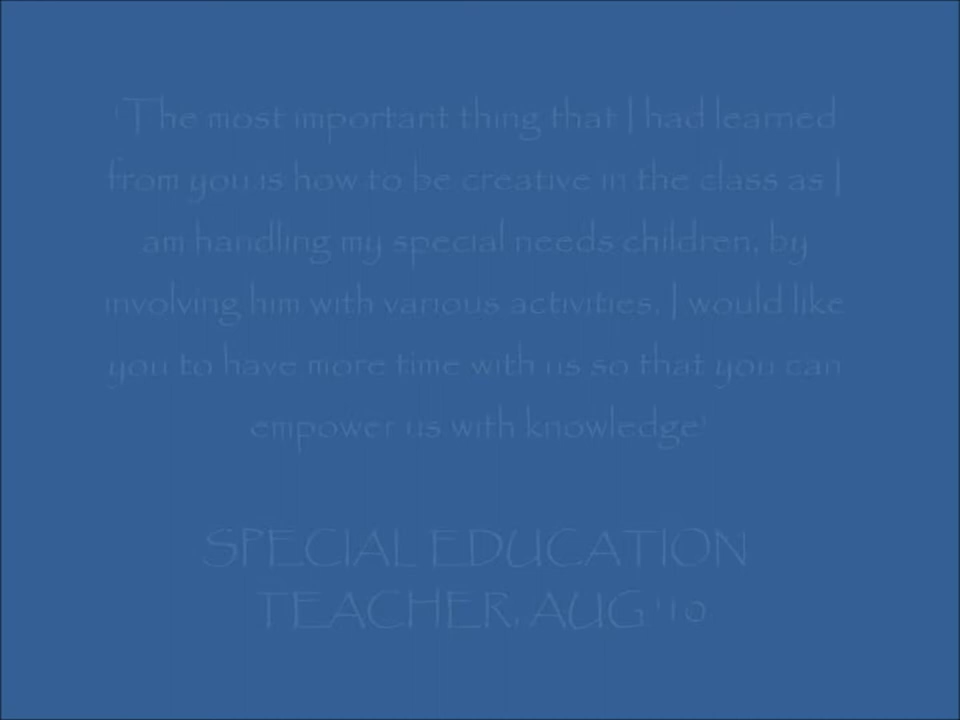 'The most important thing that I had learned
from you is how to be creative in the class as I
am handling my special needs children, by
involving him with various activities, I would like
you to have more time with us so that you can
empower us with knowledge'
SPECIAL EDUCATION
TEACHER, AUG '10